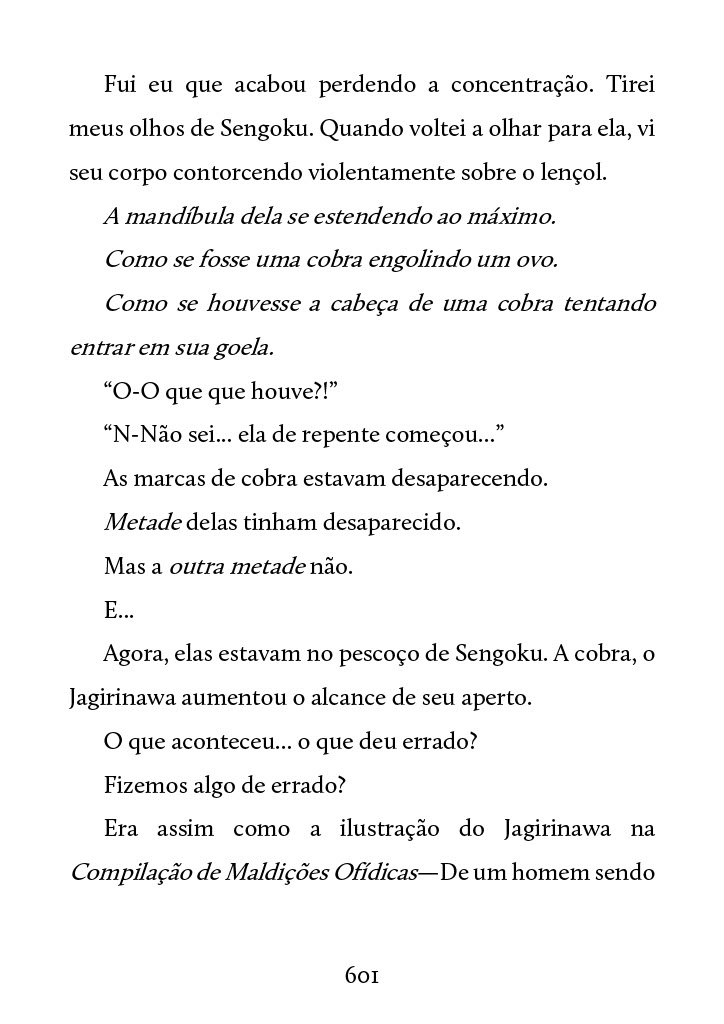 Fui eu que acabou perdendo a concentração. Tirei
meus olhos de Sengoku. Quando voltei a olhar para ela, vi
seu corpo contorcendo violentamente sobre o lençol.
A mandíbula dela se estendendo ao máximo.
Como se fosse uma cobra engolindo um ovo.
Como se houvesse a cabeça de uma cobra tentando
entrar em sua goela.
“O-O que que houve?!”
“N-Não sei... ela de repente começou...”
As marcas de cobra estavam desaparecendo.
Metade delas tinham desaparecido.
Mas a outra metade não.
E...
Agora, elas estavam no pescoço de Sengoku. A cobra, o
Jagirinawa aumentou o alcance de seu aperto.
O que aconteceu... o que deu errado?
Fizemos algo de errado?
Era assim como a ilustração do Jagirinawa na
Compilação de Maldições Ofídicas—De um homem sendo
601